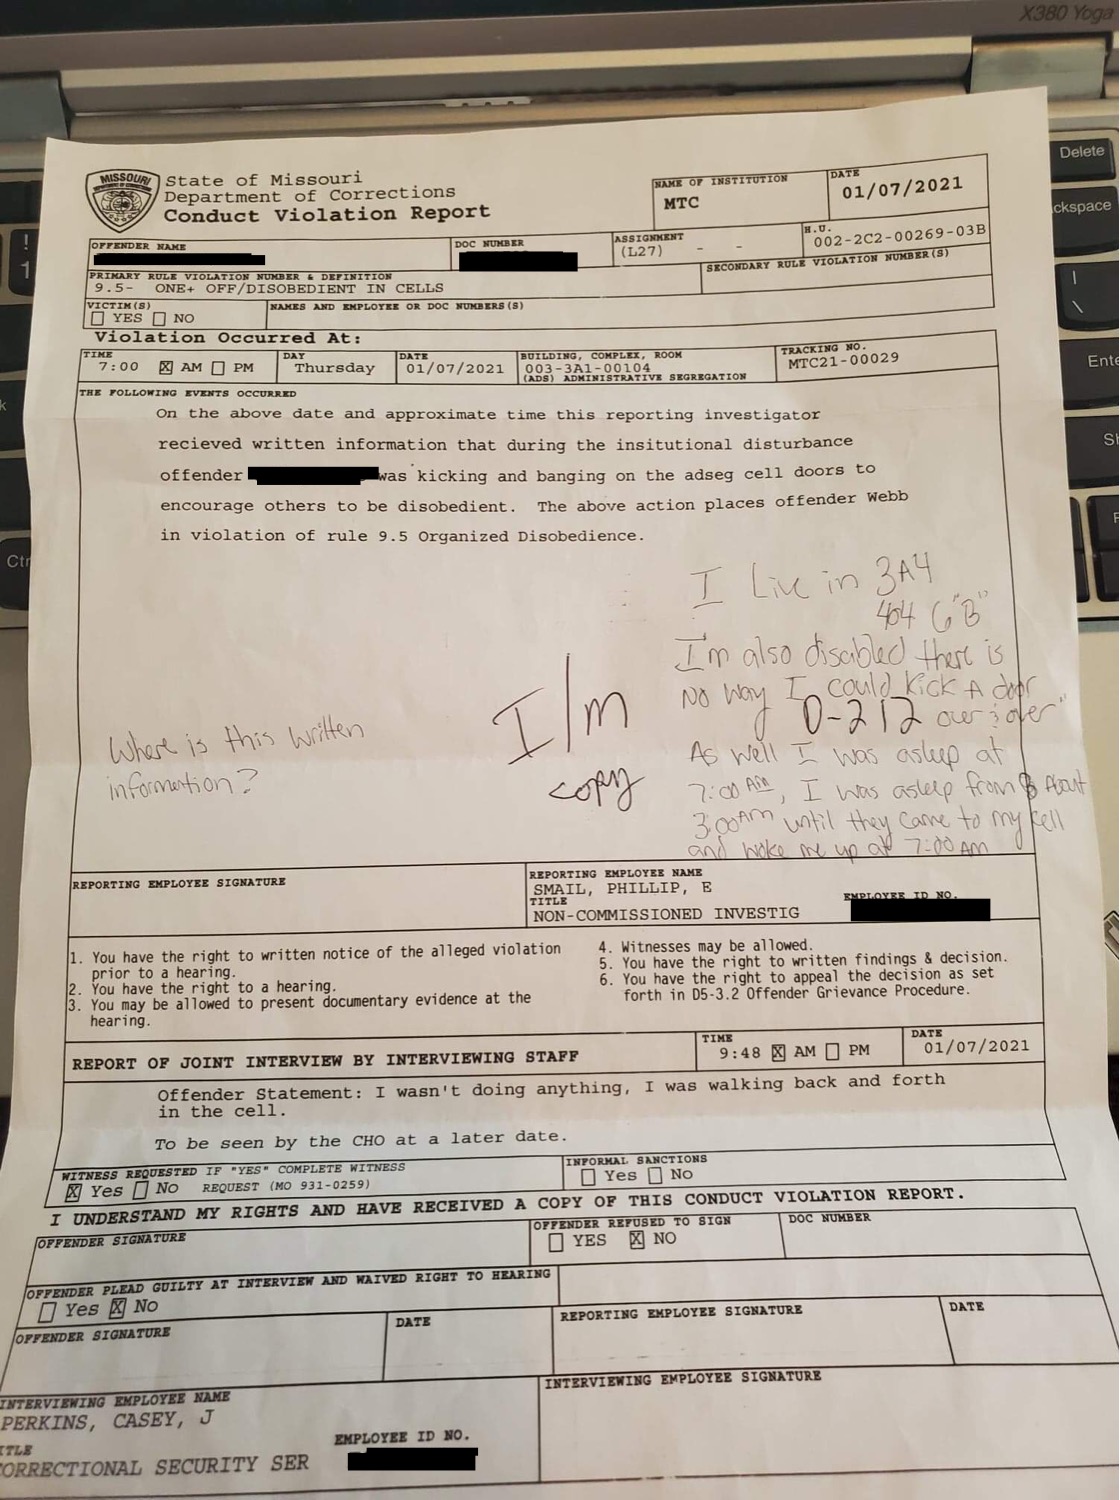 X380 Yoga
Delete
ckspace
Ente
Ctr
!
1
|
\
MISSOURI
State of Missouri
Department of Corrections
Conduct Violation Report
NAME OF INSTITUTION
MTC
DATE
01/07/2021
OFFENDER NAME
DOC NUMBER
ASSIGNMENT
(L27) - -
H.U.
002-2C2-00269-03B
PRIMARY RULE VIOLATION NUMBER & DEFINITION
9.5- ONE+ OFF/DISOBEDIENT IN CELLS
SECONDARY RULE VIOLATION NUMBER(S)
VICTIM(S)
YES NO
NAMES AND EMPLOYEE OR DOC NUMBERS(S)
Violation Occurred At:
TIME
7:00 AM PM
DAY
Thursday
DATE
01/07/2021
BUILDING, COMPLEX, ROOM
003-3A1-00104
(ADS) ADMINISTRATIVE SEGREGATION
TRACKING NO.
MTC21-00029
THE FOLLOWING EVENTS OCCURRED
On the above date and approximate time this reporting investigator
recieved written information that during the insitutional disturbance
offender was kicking and banging on the adseg cell doors to
encourage others to be disobedient. The above action places offender Webb
in violation of rule 9.5 Organized Disobedience.
I Live in 3A4
404 "B"
I'm also disabled there is
no way I could kick A door
D-212 over & over"
As well I was asleep at
7:00 AM, I was asleep from About
3:00 AM until they came to my cell
and woke me up at 7:00 AM
Where is this written
information?
I/m
copy
REPORTING EMPLOYEE SIGNATURE
REPORTING EMPLOYEE NAME
SMAIL, PHILLIP, E
TITLE
NON-COMMISSIONED INVESTIG
EMPLOYEE ID NO.
1. You have the right to written notice of the alleged violation
prior to a hearing.
2. You have the right to a hearing.
3. You may be allowed to present documentary evidence at the
hearing.
4. Witnesses may be allowed.
5. You have the right to written findings & decision.
6. You have the right to appeal the decision as set
forth in D5-3.2 Offender Grievance Procedure.
REPORT OF JOINT INTERVIEW BY INTERVIEWING STAFF
TIME
9:48 AM PM
DATE
01/07/2021
Offender Statement: I wasn't doing anything, I was walking back and forth
in the cell.
To be seen by the CHO at a later date.
WITNESS REQUESTED IF "YES" COMPLETE WITNESS
Yes No REQUEST (MO 931-0259)
INFORMAL SANCTIONS
Yes No
I UNDERSTAND MY RIGHTS AND HAVE RECEIVED A COPY OF THIS CONDUCT VIOLATION REPORT.
OFFENDER SIGNATURE
OFFENDER REFUSED TO SIGN
YES NO
DOC NUMBER
OFFENDER PLEAD GUILTY AT INTERVIEW AND WAIVED RIGHT TO HEARING
Yes No
OFFENDER SIGNATURE
DATE
REPORTING EMPLOYEE SIGNATURE
DATE
INTERVIEWING EMPLOYEE NAME
PERKINS, CASEY, J
ITLE
ORRECTIONAL SECURITY SER
EMPLOYEE ID NO.
INTERVIEWING EMPLOYEE SIGNATURE